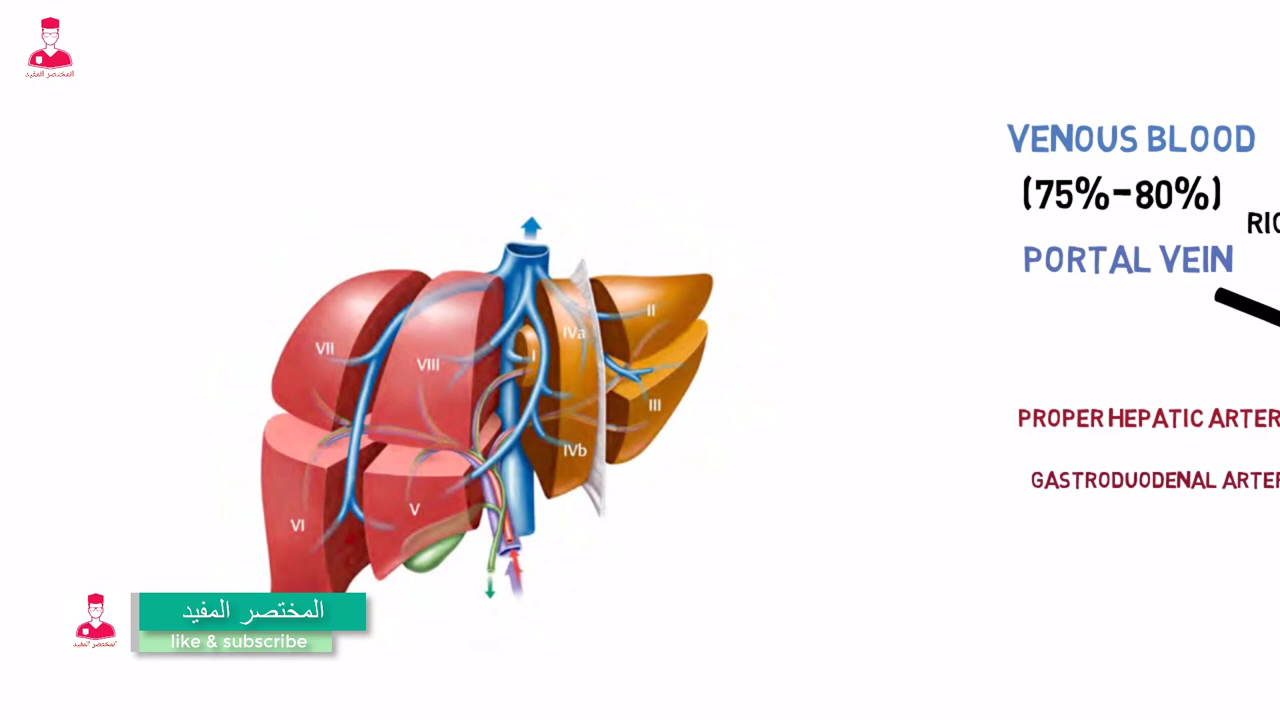 المختصر المفيد
VENOUS BLOOD
(75%-80%)
RIG
PORTAL VEIN
II
IVa
VII
VIII
I
III
PROPER HEPATIC ARTER
IVb
GASTRODUODENAL ARTER
V
VI
المختصر المفيد
like & subscribe
المختصر المفيد